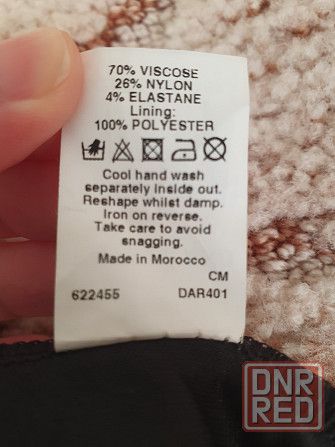 70% VISCOSE
26% NYLON
4% ELASTANE
Lining:
100% POLYESTER
Cool hand wash
separately inside out.
Reshape whilst damp.
Iron on reverse.
Take care to avoid
snagging.
Made in Morocco
CM
622455 DAR401
DNR
RED